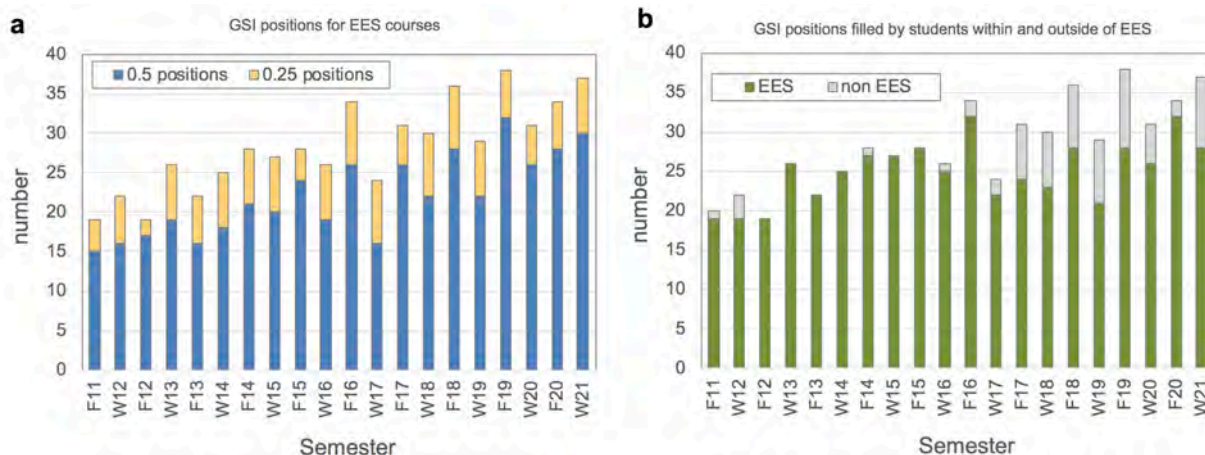 a
GSI positions for EES courses
40
35
30
25
20
15
10
5
0
number
0.5 positions
0.25 positions
F11
W12
F12
W13
F13
W14
F14
W15
F15
W16
F16
W17
F17
W18
F18
W19
F19
W20
F20
W21
Semester
b
GSI positions filled by students within and outside of EES
40
35
30
25
20
15
10
5
0
number
EES
non EES
F11
W12
F12
W13
F13
W14
F14
W15
F15
W16
F16
W17
F17
W18
F18
W19
F19
W20
F20
W21
Semester